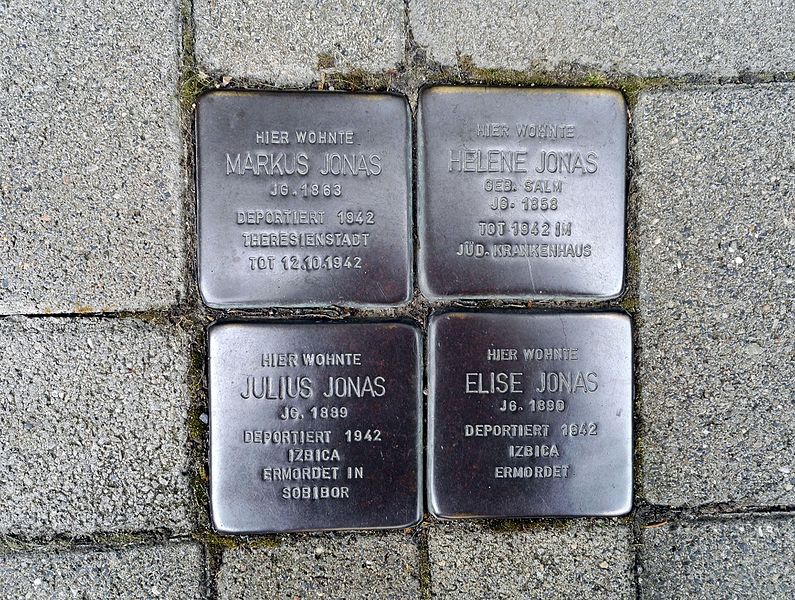 HIER WOHNTE
MARKUS JONAS
JG. 1863
DEPORTIERT 1942
THERESIENSTADT
TOT 12.10.1942
HIER WOHNTE
HELENE JONAS
GEB. SALM
JG. 1858
TOT 1942 IM
JÜD. KRANKENHAUS
HIER WOHNTE
JULIUS JONAS
JG. 1889
DEPORTIERT 1942
IZBICA
ERMORDET IN
SOBIBOR
HIER WOHNTE
ELISE JONAS
JG. 1890
DEPORTIERT 1942
IZBICA
ERMORDET